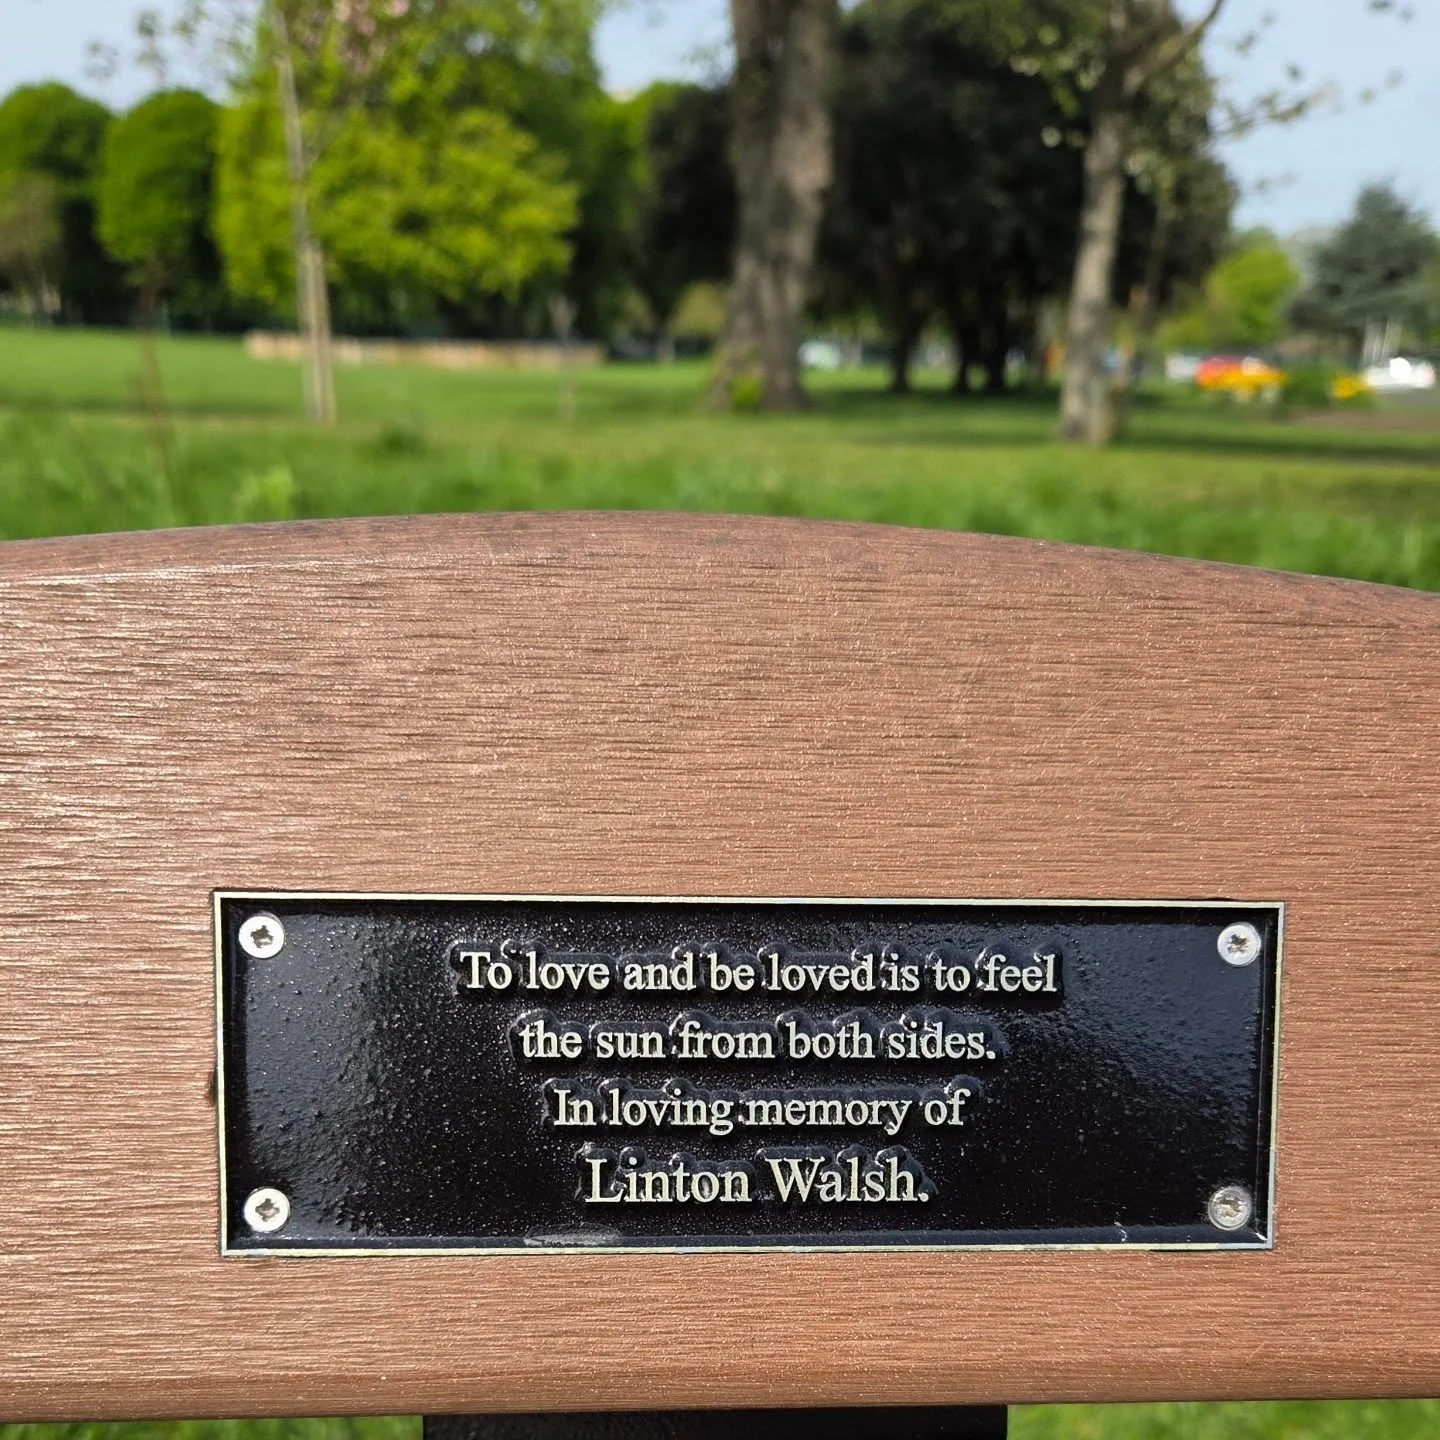 To love and be loved is to feel
the sun from both sides.
In loving memory of
Linton Walsh.